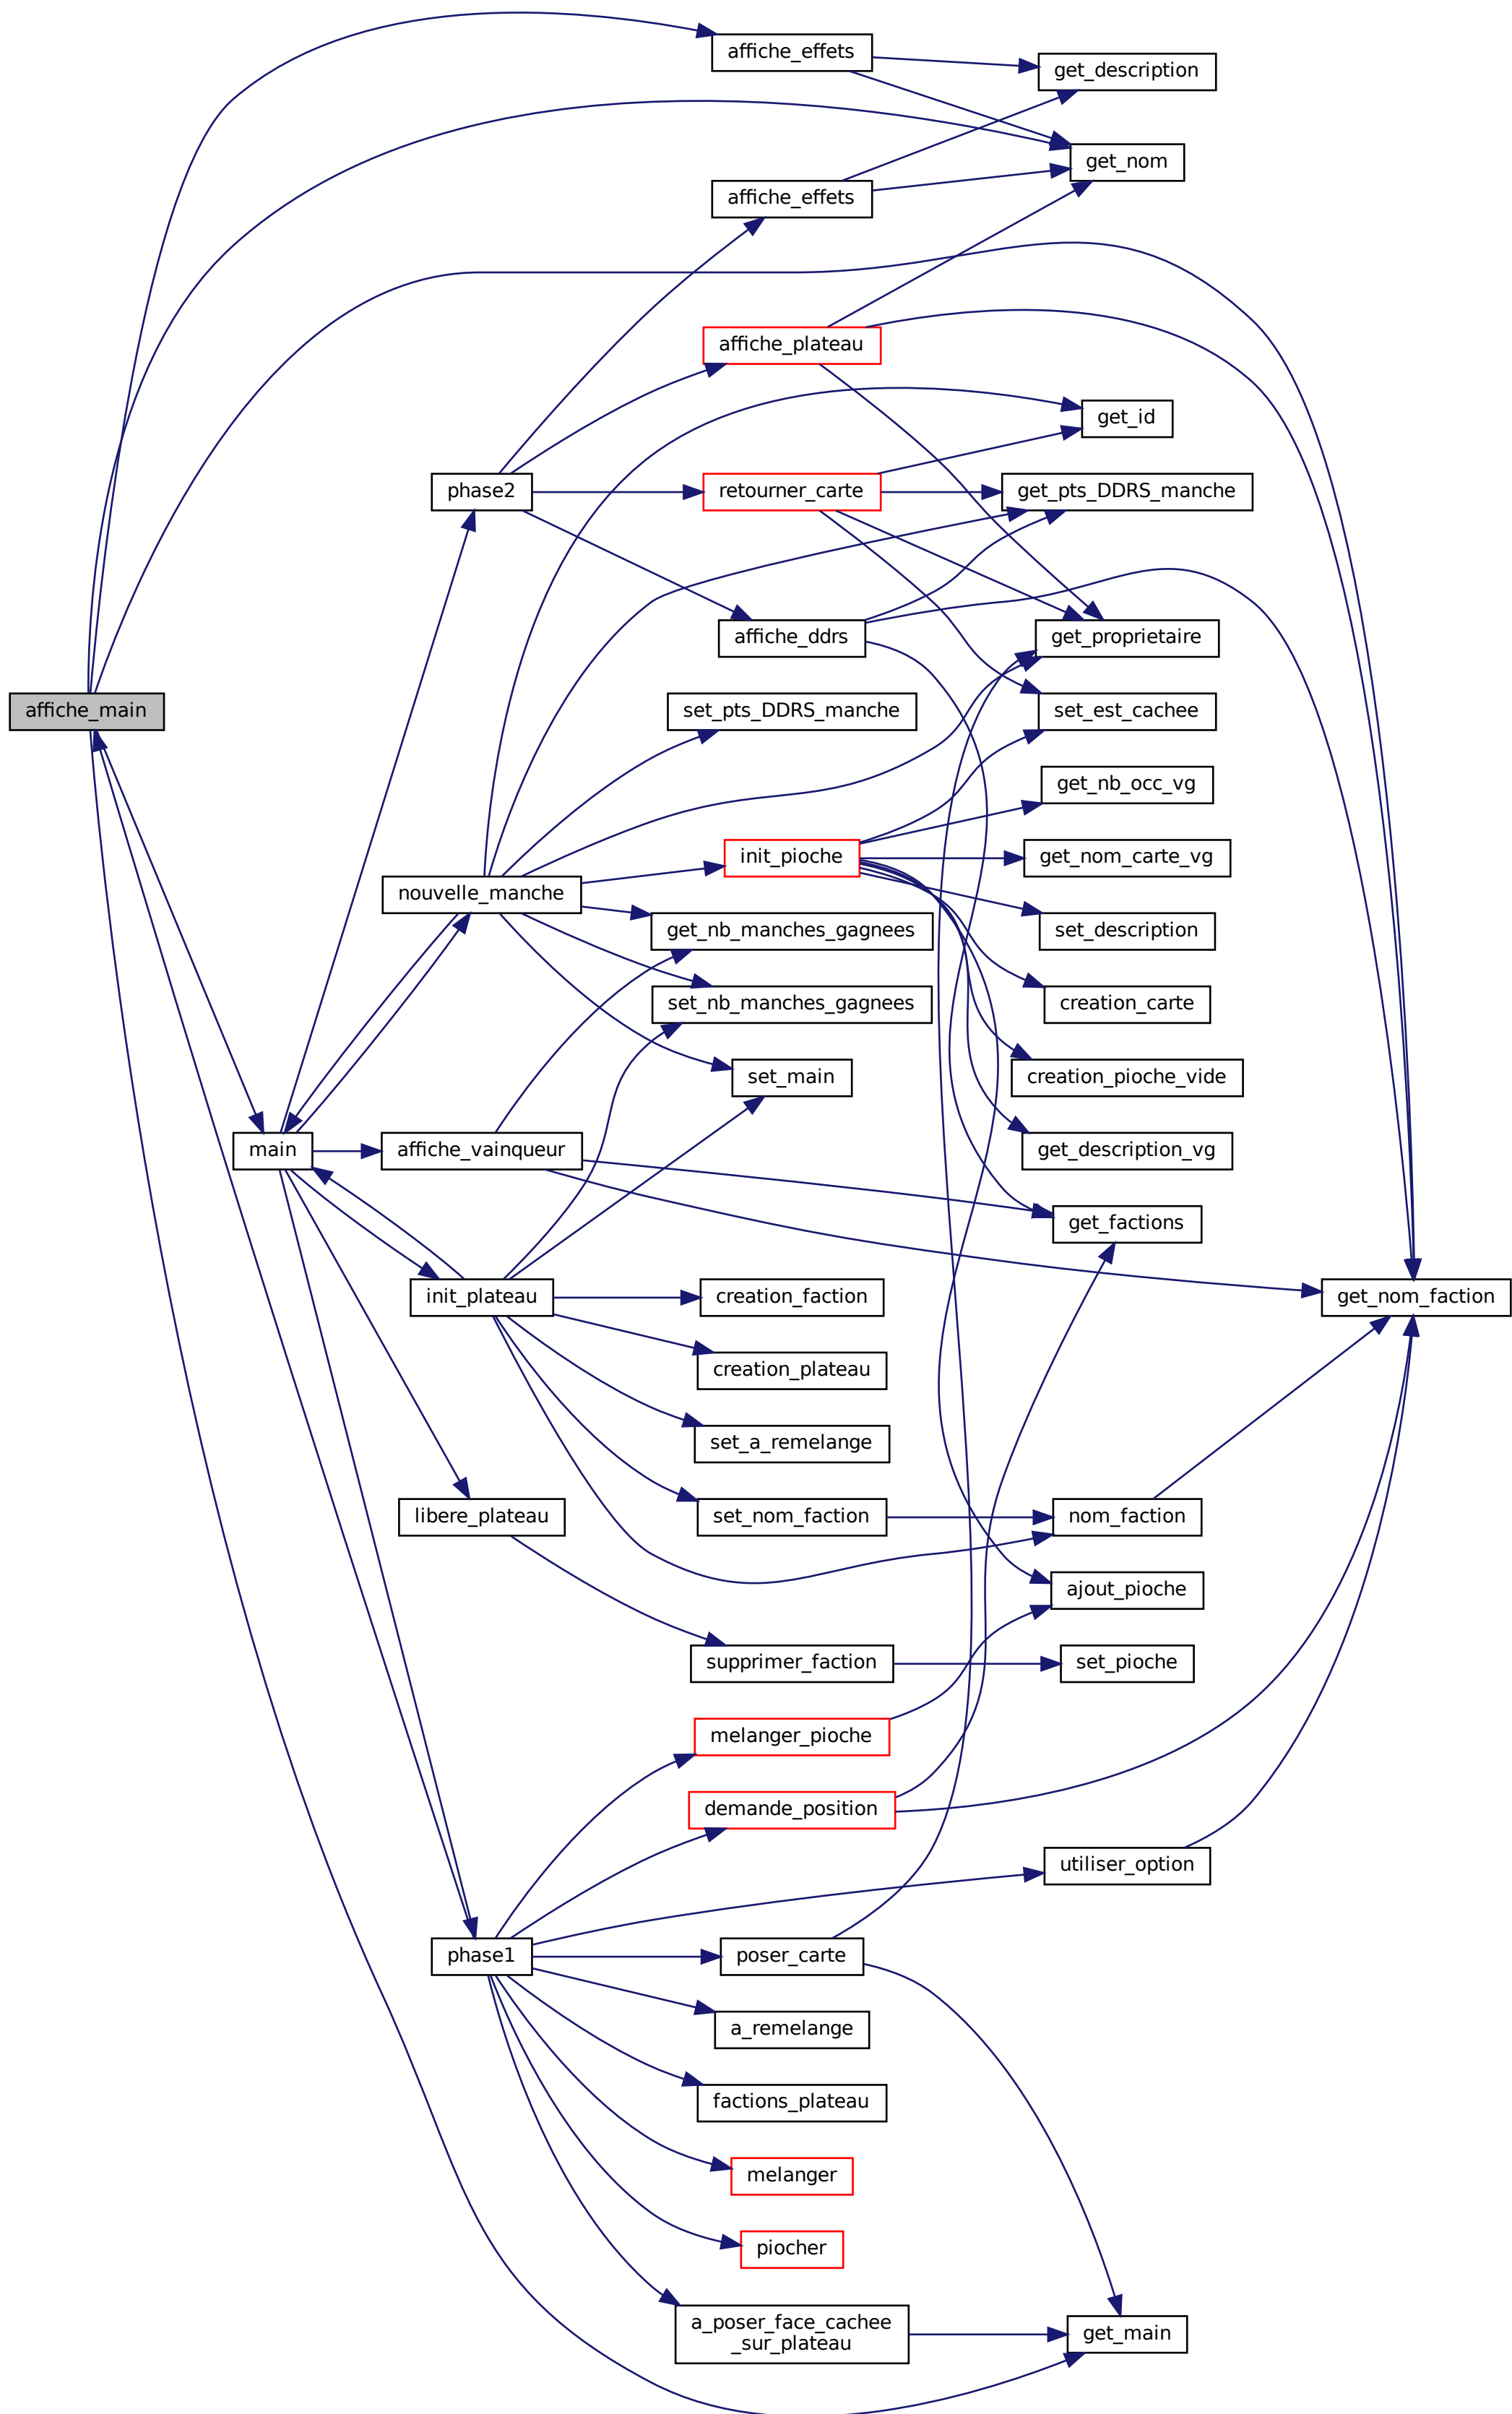 affiche_effets
get_description
get_nom
affiche_effets
affiche_plateau
get_id
phase2
retourner_carte
get_pts_DDRS_manche
affiche_ddrs
get_proprietaire
affiche_main
set_pts_DDRS_manche
set_est_cachee
get_nb_occ_vg
init_pioche
get_nom_carte_vg
nouvelle_manche
get_nb_manches_gagnees
set_description
set_nb_manches_gagnees
creation_carte
set_main
creation_pioche_vide
main
affiche_vainqueur
get_description_vg
get_factions
init_plateau
creation_faction
get_nom_faction
creation_plateau
set_a_remelange
libere_plateau
set_nom_faction
nom_faction
ajout_pioche
supprimer_faction
set_pioche
melanger_pioche
demande_position
utiliser_option
phase1
poser_carte
a_remelange
factions_plateau
melanger
piocher
a_poser_face_cachee
_sur_plateau
get_main